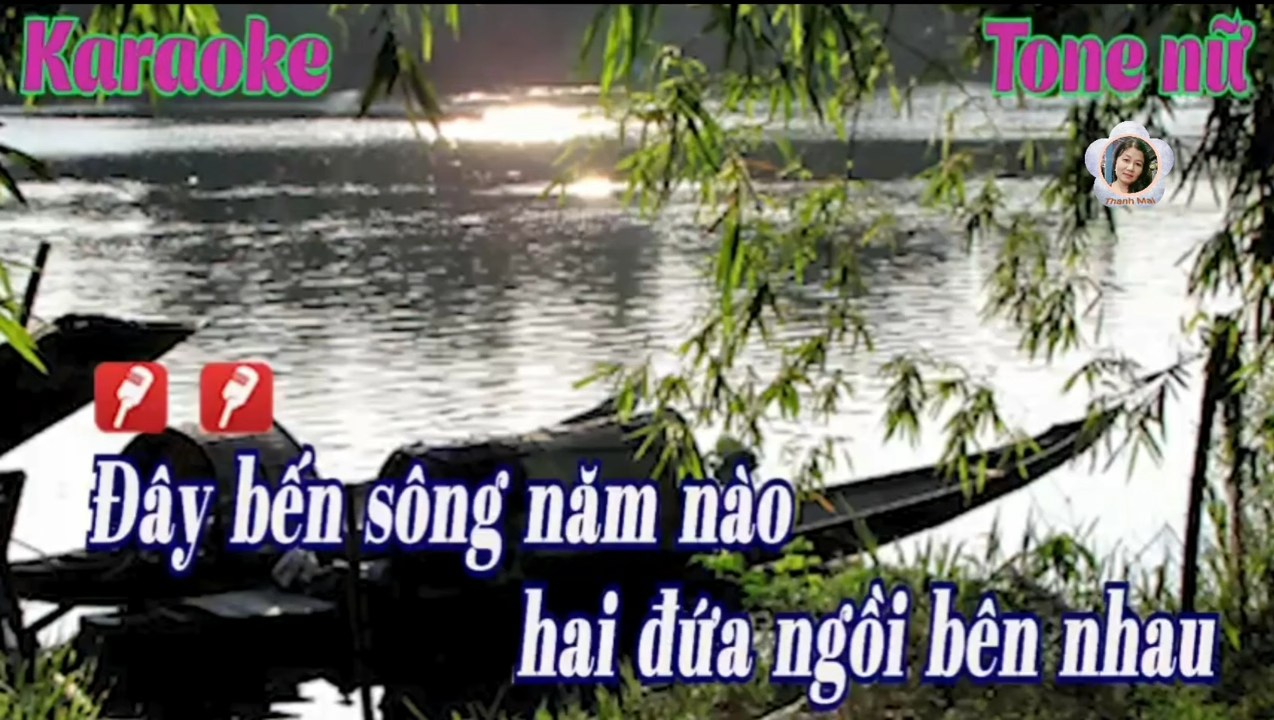 Karaoke
Tone nữ
Thanh Mai
Đây bến sông năm nào
hai đứa ngồi bên nhau